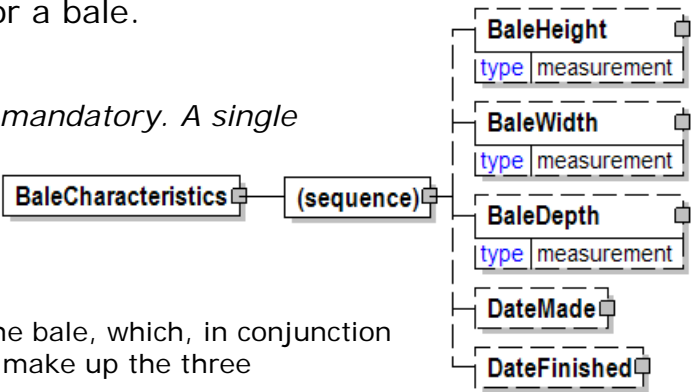 or a bale.
mandatory. A single
BaleCharacteristics
(sequence)
BaleHeight
type measurement
BaleWidth
type measurement
BaleDepth
type measurement
DateMade
DateFinished
ne bale, which, in conjunction
make up the three